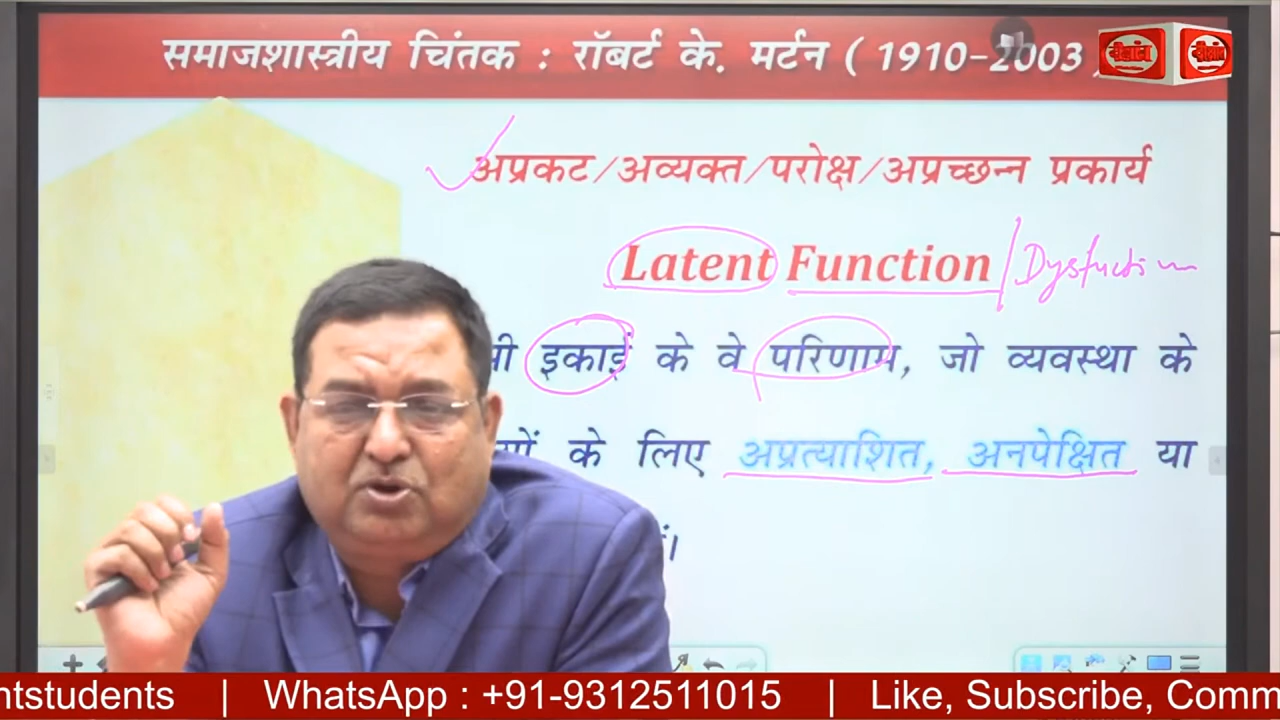 समाजशास्त्रीय चिंतक : रॉबर्ट के. मर्टन ( 1910-2003 )
अप्रकट/अव्यक्त/परोक्ष/अप्रच्छन्न प्रकार्य
Latent Function /Dysfuction
इकाई के वे परिणाम, जो व्यवस्था के
के लिए अप्रत्याशित, अनपेक्षित या
ntstudents | WhatsApp : +91-9312511015 | Like, Subscribe, Comm